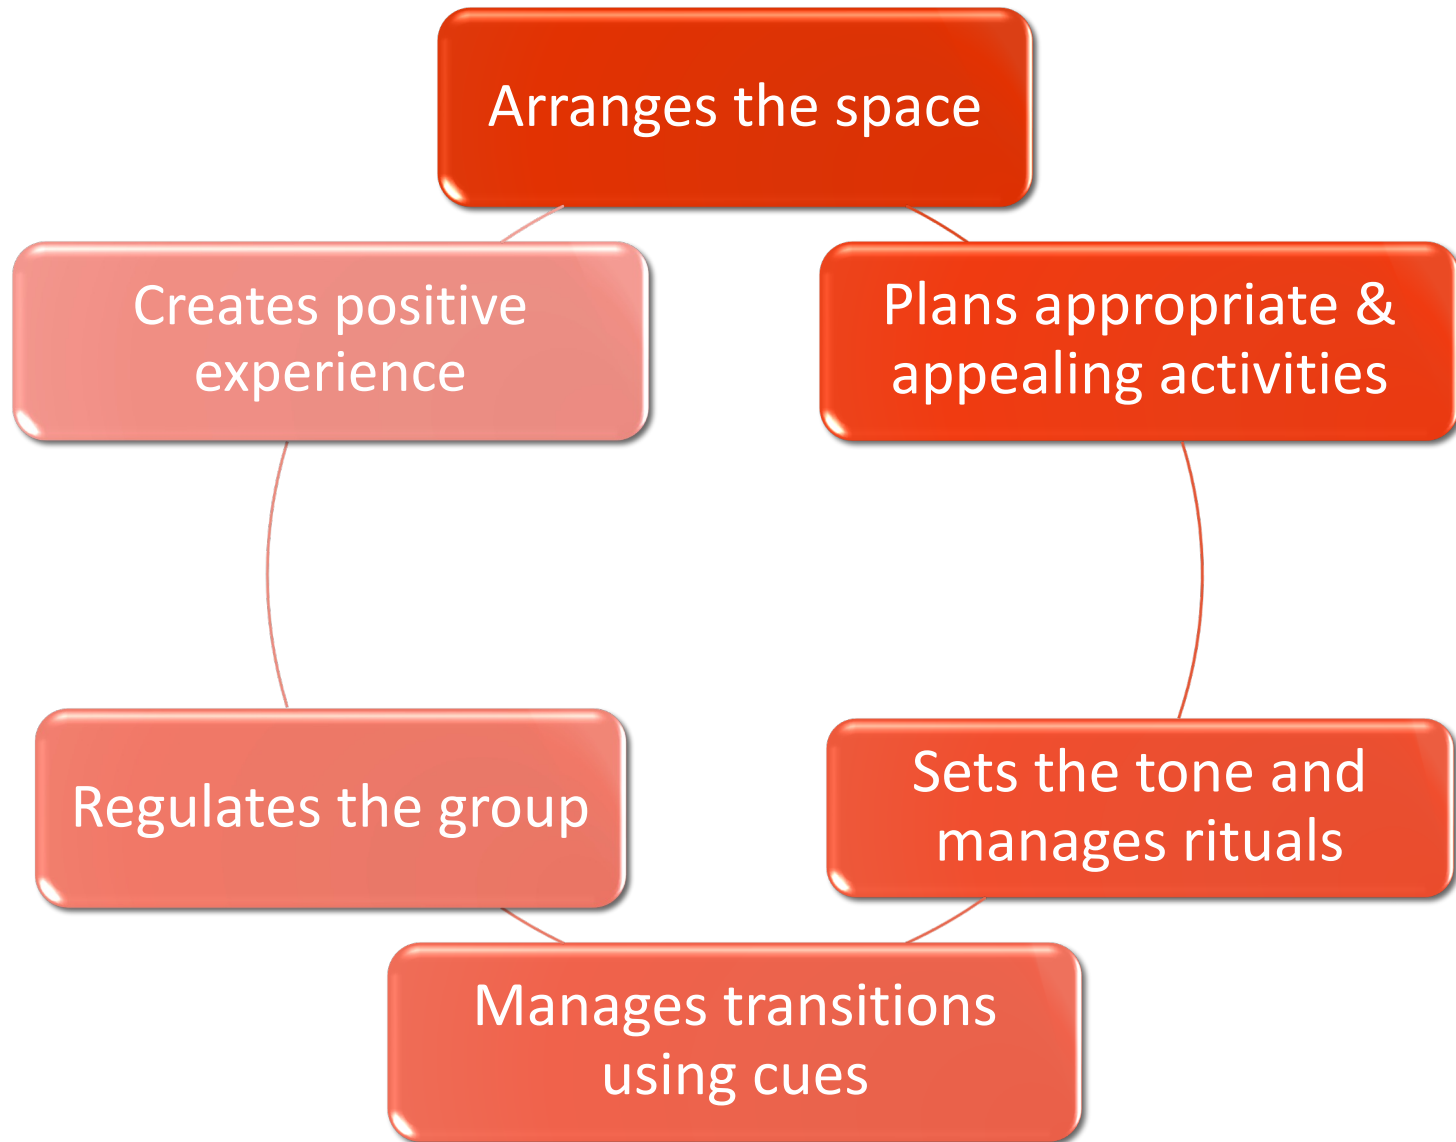 Arranges the space
Plans appropriate &
appealing activities
Sets the tone and
manages rituals
Manages transitions
using cues
Regulates the group
Creates positive
experience